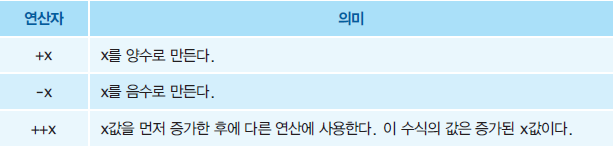 연산자 의미
+x x를 양수로 만든다.
-x x를 음수로 만든다.
++x x값을 먼저 증가한 후에 다른 연산에 사용한다. 이 수식의 값은 증가된 x값이다.